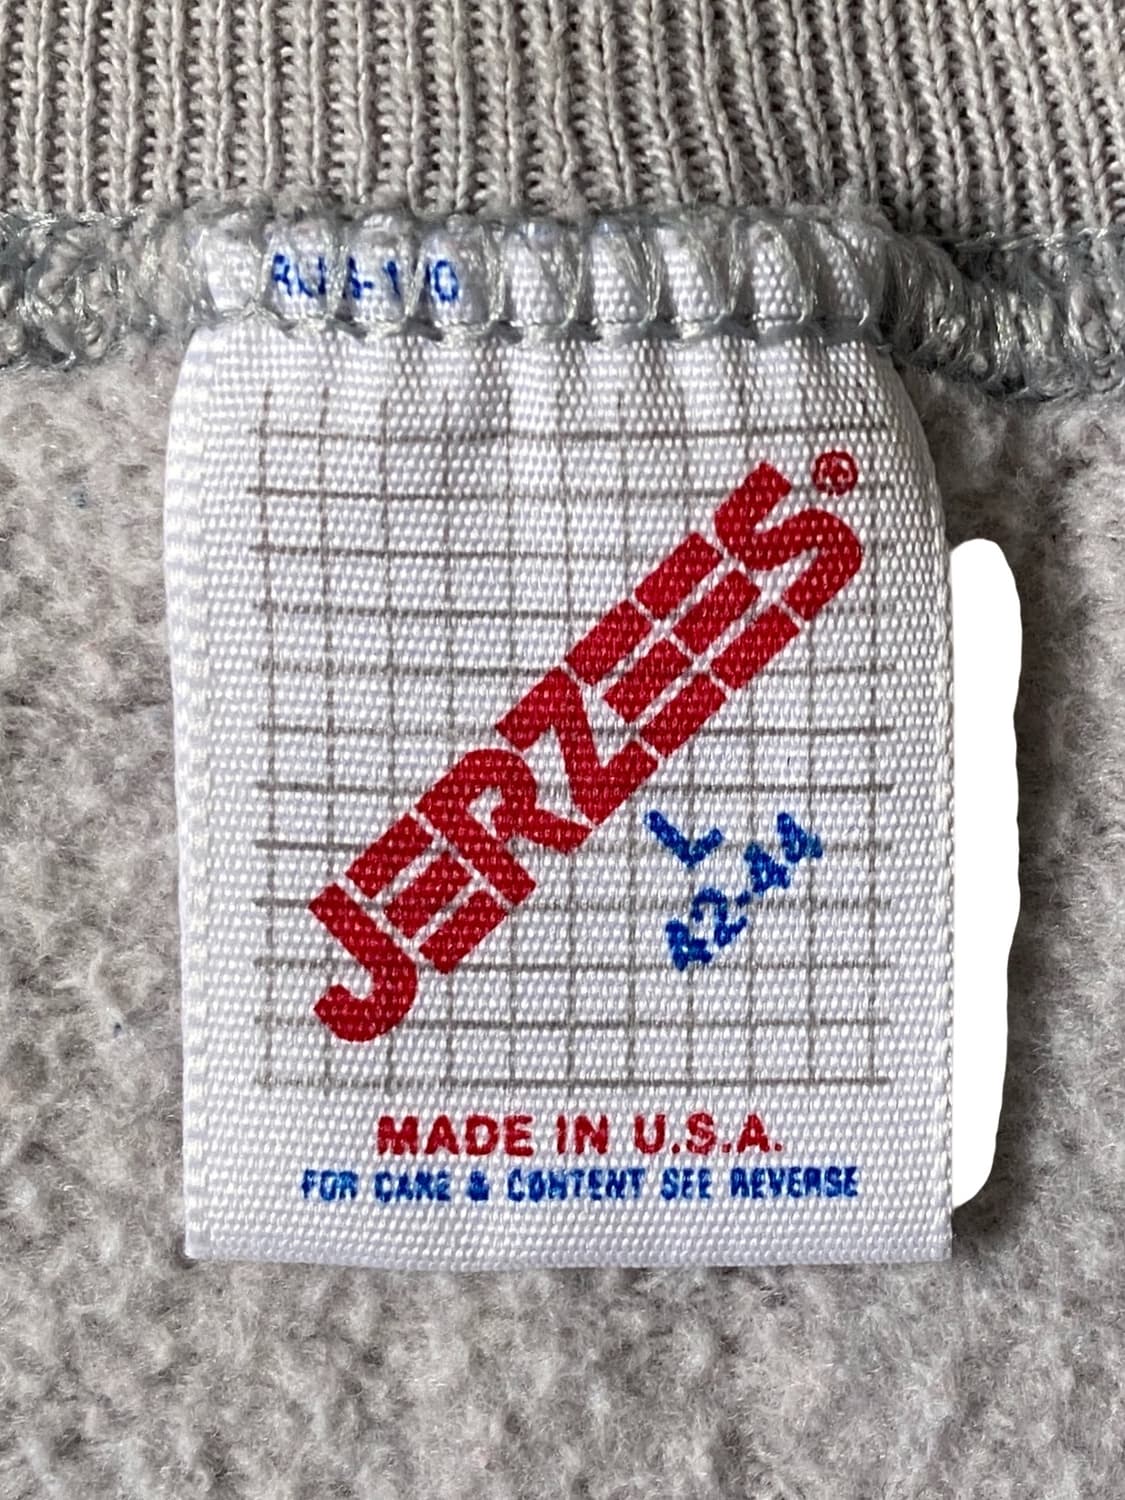 JERZEES®
L
42-44
MADE IN U.S.A.
FOR CARE & CONTENT SEE REVERSE